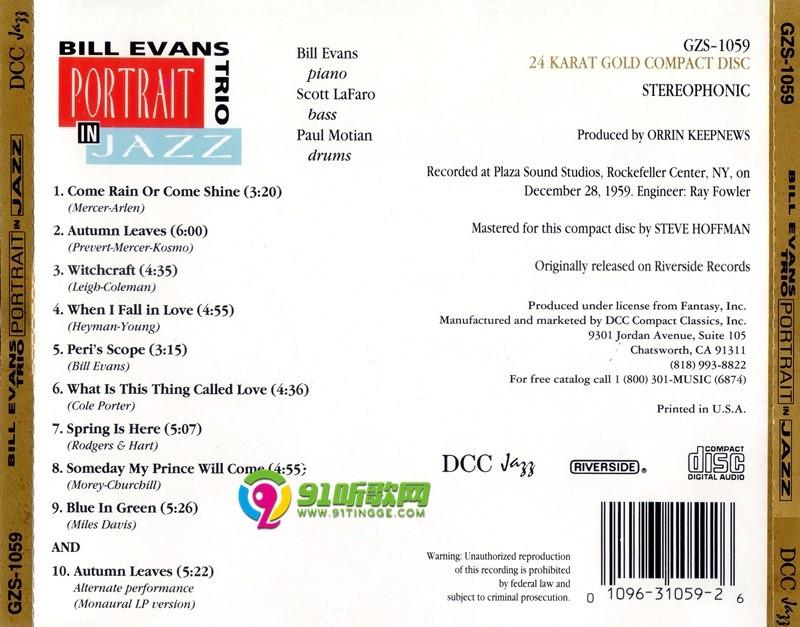 DCC Jazz
BILL EVANS
TRIO
PORTRAIT
IN
JAZZ
GZS-1059
BILL EVANS
TRIO
PORTRAIT
IN
JAZZ
Bill Evans
piano
Scott LaFaro
bass
Paul Motian
drums
1. Come Rain Or Come Shine (3:20)
(Mercer-Arlen)
2. Autumn Leaves (6:00)
(Prevert-Mercer-Kosmo)
3. Witchcraft (4:35)
(Leigh-Coleman)
4. When I Fall in Love (4:55)
(Heyman-Young)
5. Peri's Scope (3:15)
(Bill Evans)
6. What Is This Thing Called Love (4:36)
(Cole Porter)
7. Spring Is Here (5:07)
(Rodgers & Hart)
8. Someday My Prince Will Come (4:55)
(Morey-Churchill)
9. Blue In Green (5:26)
(Miles Davis)
AND
10. Autumn Leaves (5:22)
Alternate performance
(Monaural LP version)
91听歌网
WWW.91TINGGE.COM
GZS-1059
24 KARAT GOLD COMPACT DISC
STEREOPHONIC
Produced by ORRIN KEEPNEWS
Recorded at Plaza Sound Studios, Rockefeller Center, NY, on
December 28, 1959. Engineer: Ray Fowler
Mastered for this compact disc by STEVE HOFFMAN
Originally released on Riverside Records
Produced under license from Fantasy, Inc.
Manufactured and marketed by DCC Compact Classics, Inc.
9301 Jordan Avenue, Suite 105
Chatsworth, CA 91311
(818) 993-8822
For free catalog call 1 (800) 301-MUSIC (6874)
Printed in U.S.A.
DCC Jazz
RIVERSIDE®
COMPACT
disc
DIGITAL AUDIO
Warning: Unauthorized reproduction
of this recording is prohibited
by federal law and
subject to criminal prosecution.
0 1096-31059-2 6
GZS-1059
BILL EVANS
TRIO
PORTRAIT
IN
JAZZ
DCC Jazz